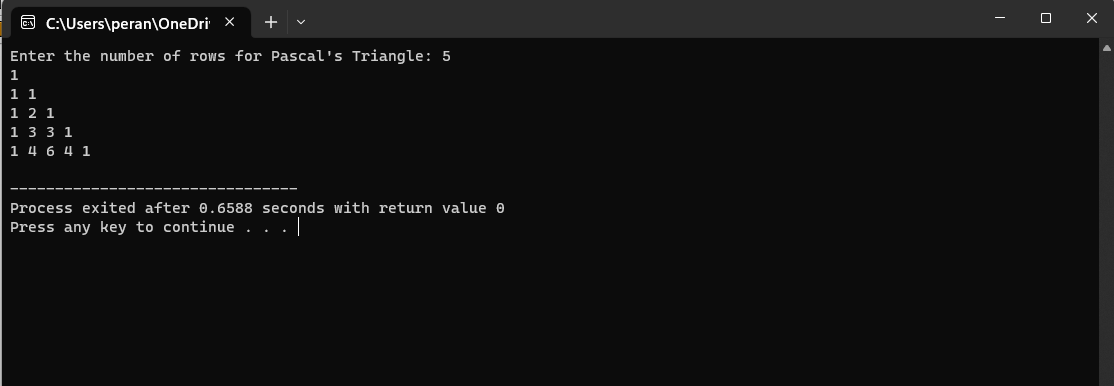 C:\Users\peran\OneDri
Enter the number of rows for Pascal's Triangle: 5
1
1 1
1 2 1
1 3 3 1
1 4 6 4 1
--------------------------------
Process exited after 0.6588 seconds with return value 0
Press any key to continue . . .